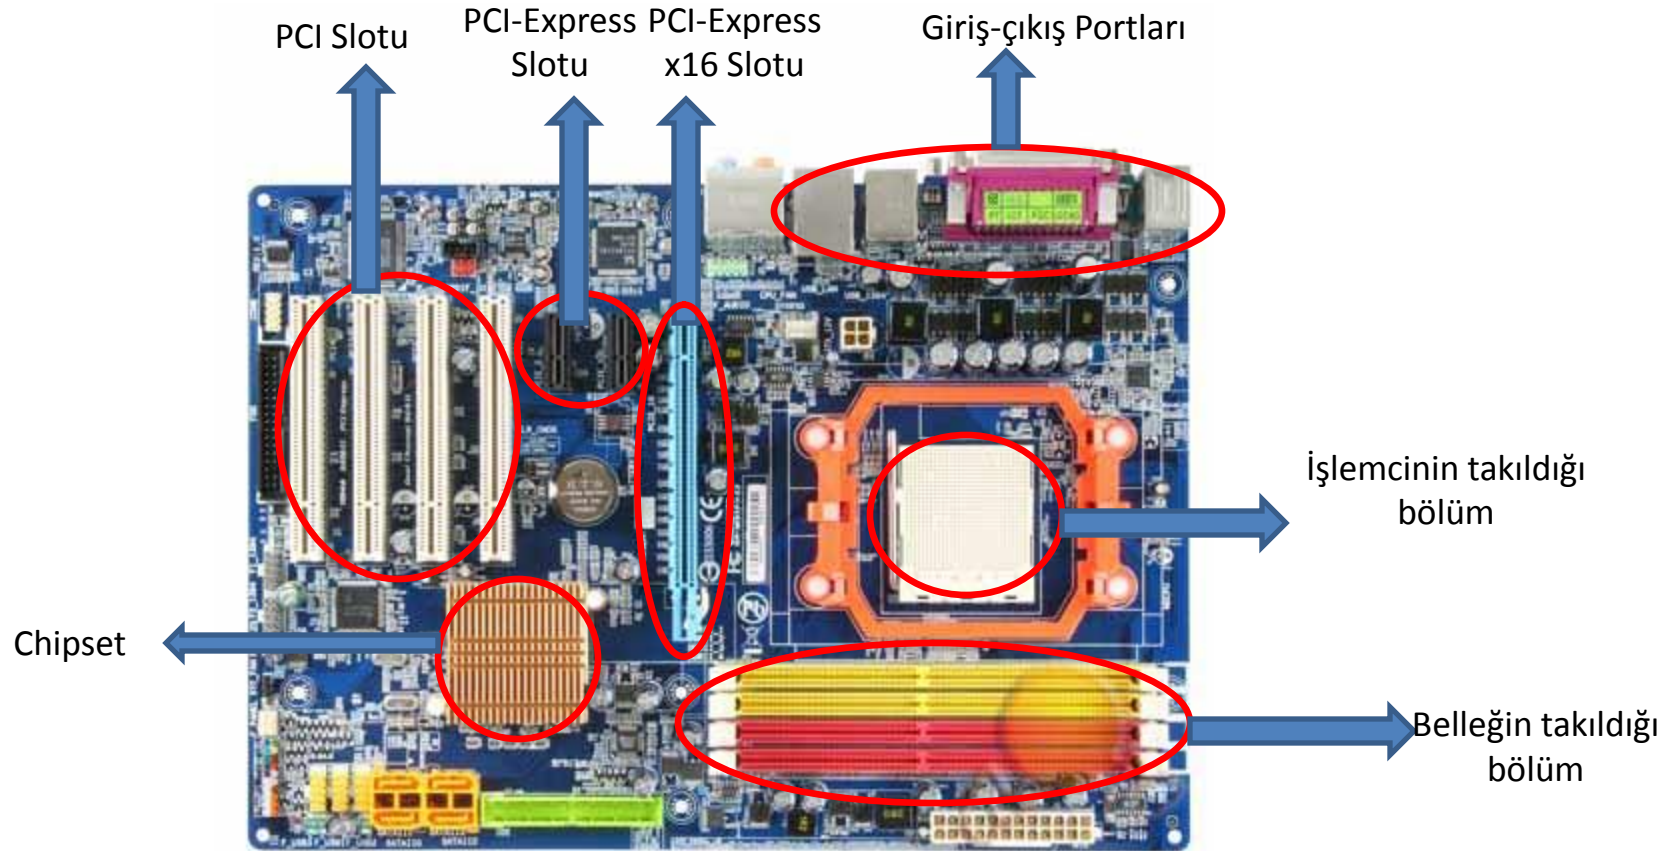 PCI Slotu
PCI-Express
Slotu
PCI-Express
x16 Slotu
Giriş-çıkış Portları
İşlemcinin takıldığı
bölüm
Chipset
Belleğin takıldığı
bölüm